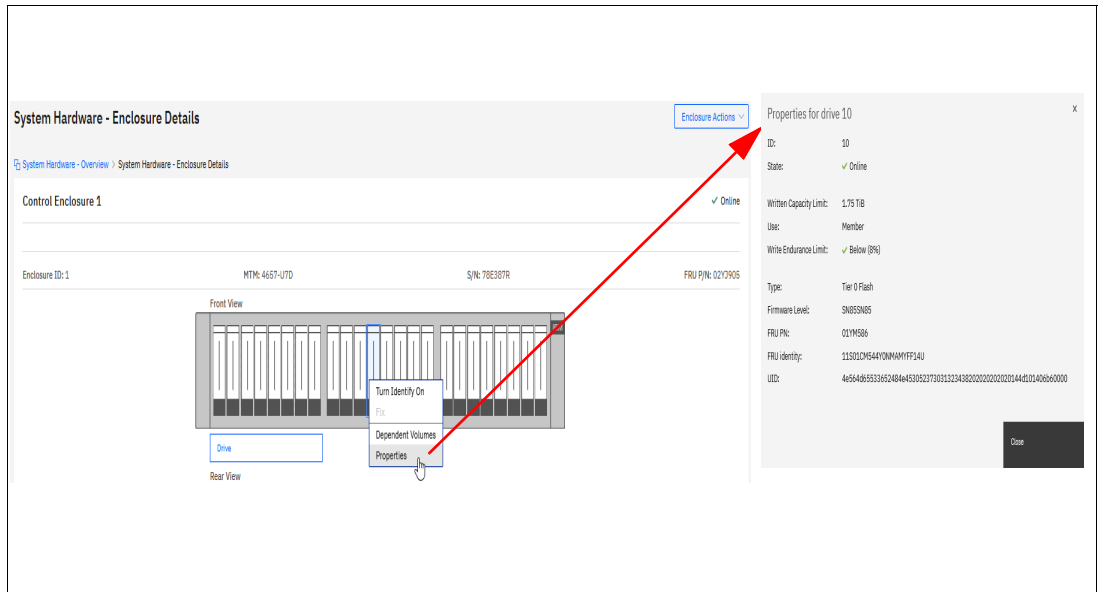 System Hardware - Enclosure Details
Enclosure Actions
System Hardware - Overview > System Hardware - Enclosure Details
Control Enclosure 1
Online
Enclosure ID: 1
MTM: 4657-U7D
S/N: 78E387R
FRU P/N: 02YJ905
Front View
Turn Identify On
Fix
Dependent Volumes
Properties
Drive
Rear View
Properties for drive 10
x
ID: 10
State: Online
Written Capacity Limit: 1.75 TiB
Use: Member
Write Endurance Limit: Below (8%)
Type: Tier 0 Flash
Firmware Level: SN85SN85
FRU PN: 01YM586
FRU identity: 11S01CM544Y0NMAMYFF14U
Close
UID: